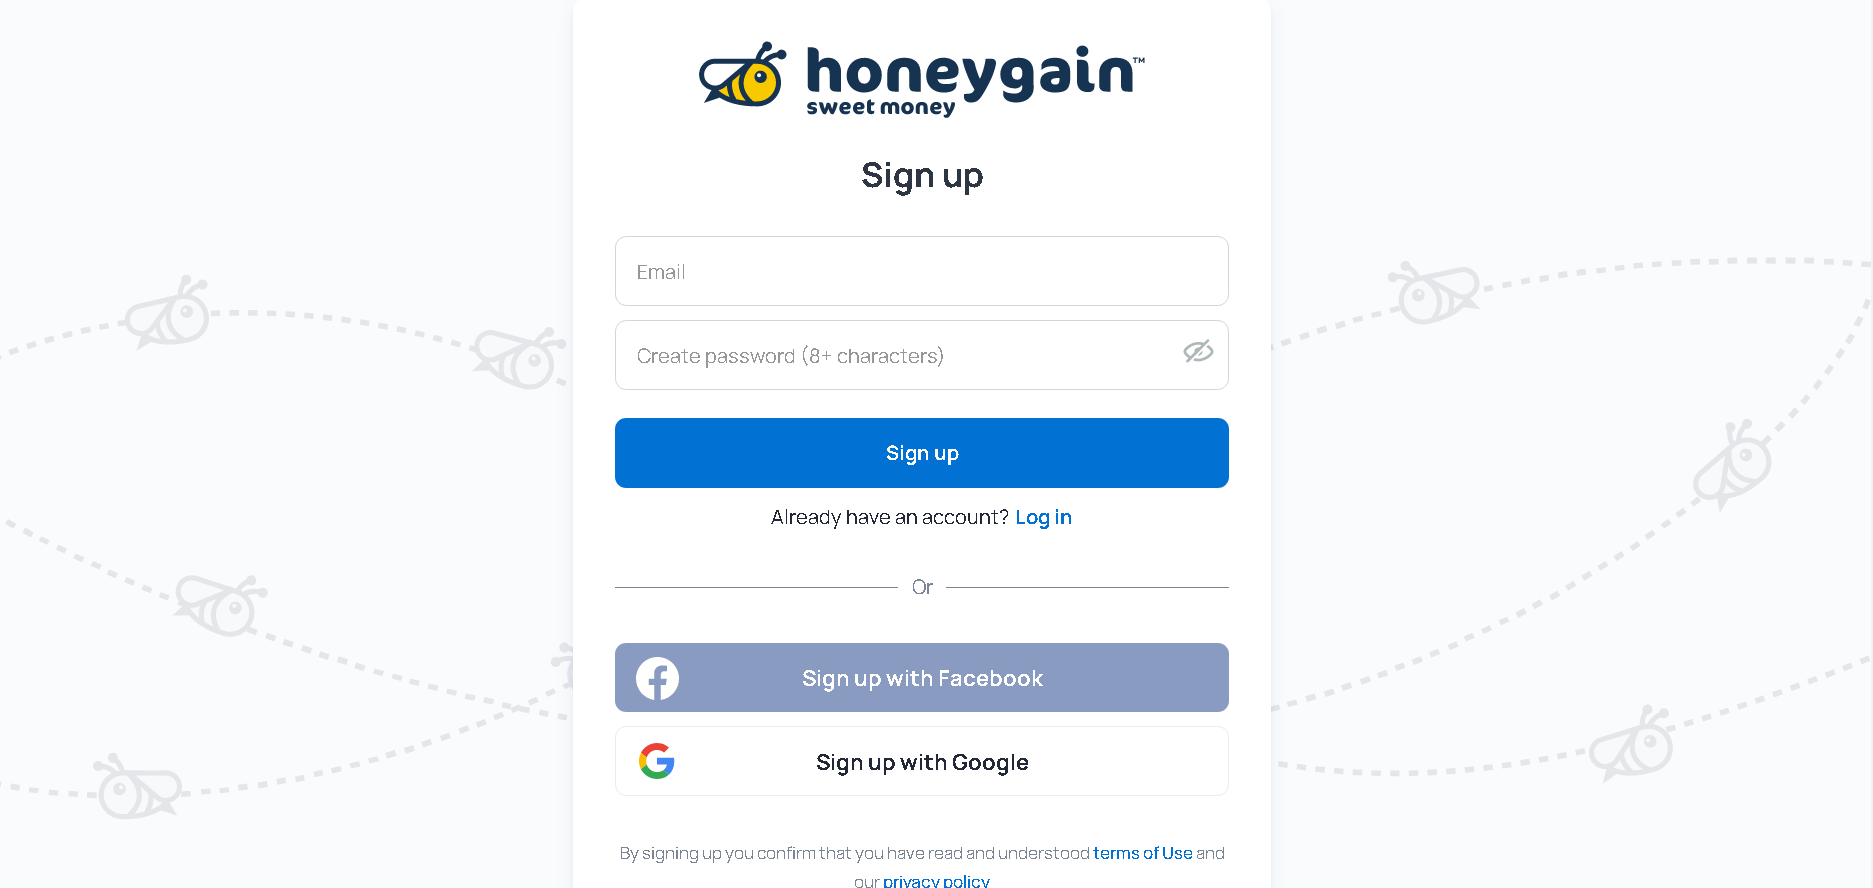 honeygain™
sweet money
Sign up
Email
Create password (8+ characters)
Sign up
Already have an account? Log in
Or
Sign up with Facebook
Sign up with Google
By signing up you confirm that you have read and understood terms of Use and
our privacy policy